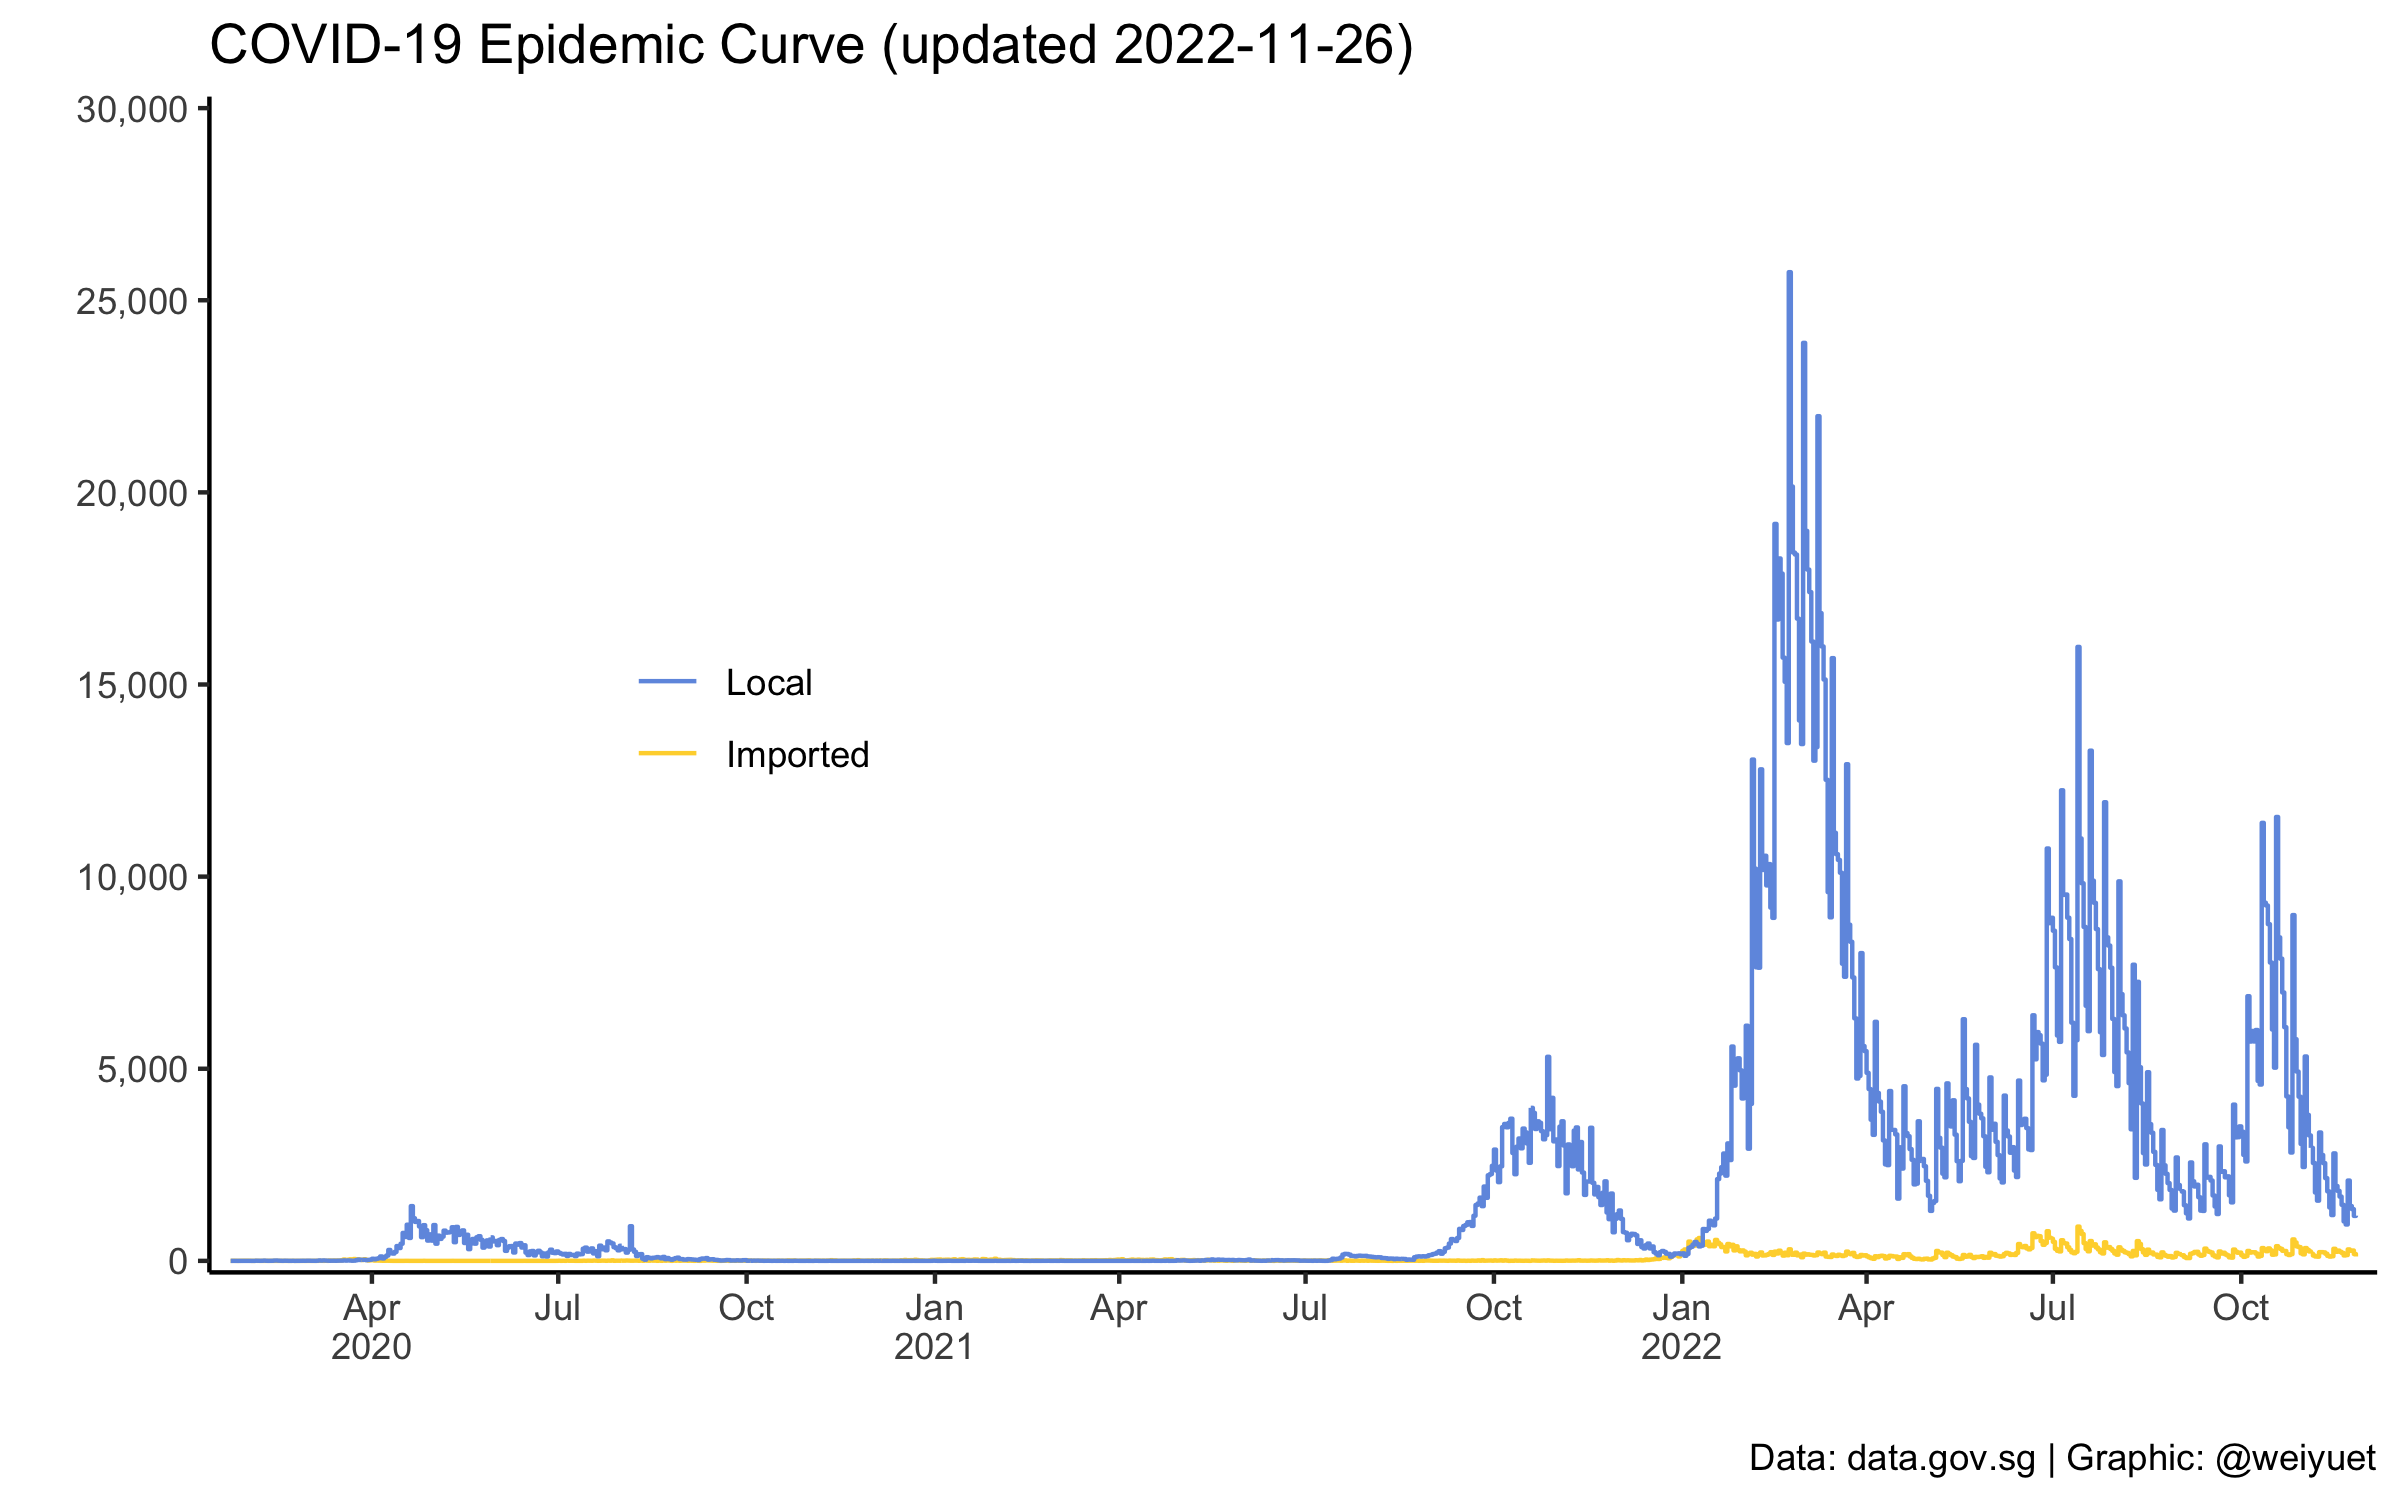 COVID-19 Epidemic Curve (updated 2022-11-26)
30,000
25,000
20,000
15,000
10,000
5,000
0
Local
Imported
Apr Jul Oct Jan Apr Jul Oct Jan Apr Jul Oct
2020 2021 2022
Data: data.gov.sg | Graphic: @weiyuet